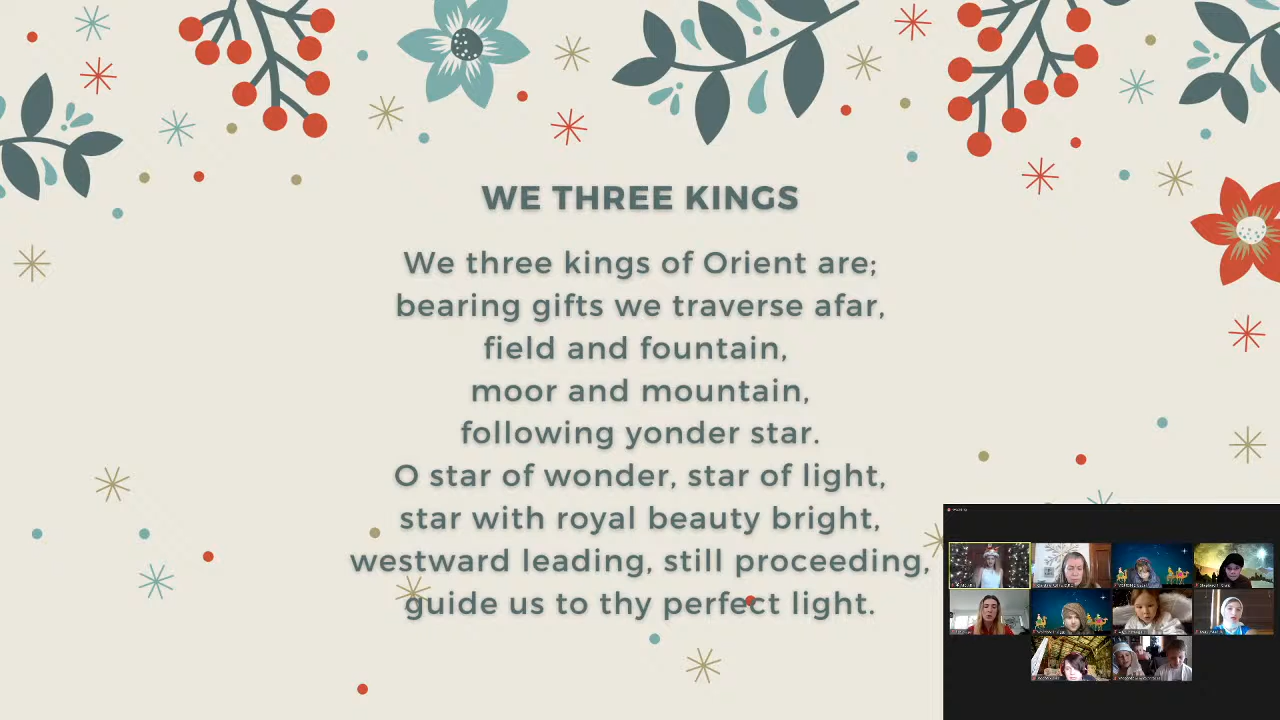 WE THREE KINGS
We three kings of Orient are;
bearing gifts we traverse afar,
field and fountain,
moor and mountain,
following yonder star.
O star of wonder, star of light,
star with royal beauty bright,
westward leading, still proceeding,
guide us to thy perfect light.